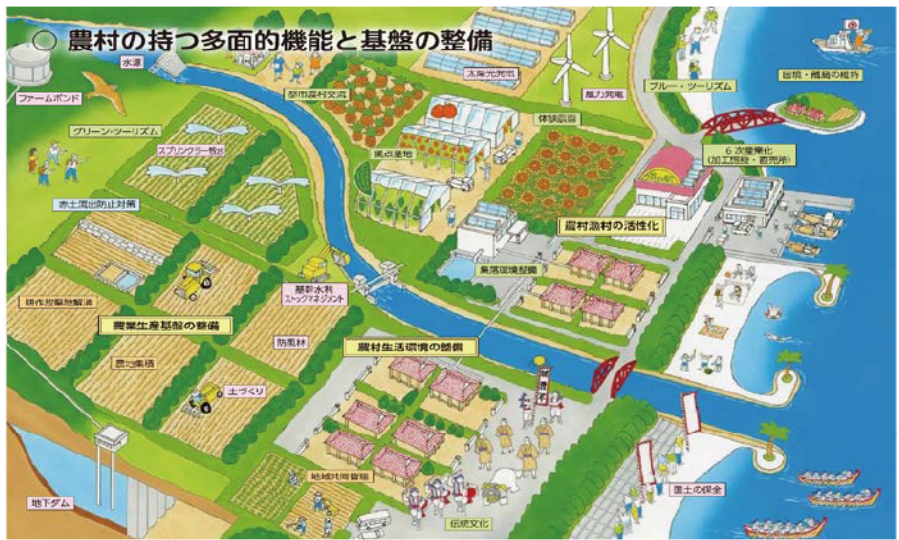 ○ 農村の持つ多面的機能と基盤の整備
水源
太陽光発電
国境・離島の維持
ファームポンド
都市農村交流
風力発電
ブルー・ツーリズム
グリーン・ツーリズム
体験農園
スプリンクラー散水
拠点産地
6次産業化
(加工施設・直売所)
赤土流出防止対策
農村漁村の活性化
集落環境整備
基幹水利
ストックマネジメント
耕作放棄地解消
農業生産基盤の整備
防風林
農村生活環境の整備
農地集積
土づくり
地域共同管理
国土の保全
地下ダム
伝統文化